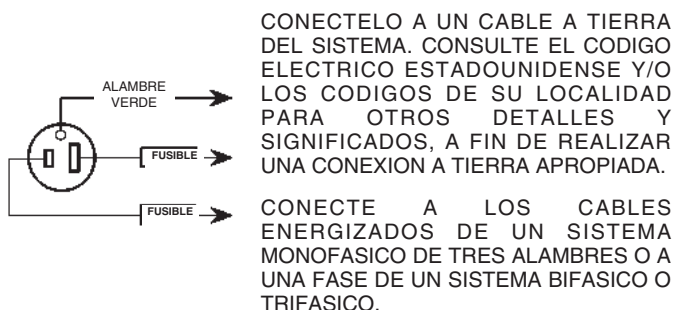 CONECTELO A UN CABLE A TIERRA
DEL SISTEMA. CONSULTE EL CODIGO
ELECTRICO ESTADOUNIDENSE Y/O
LOS CODIGOS DE SU LOCALIDAD
PARA OTROS DETALLES Y
SIGNIFICADOS, A FIN DE REALIZAR
UNA CONEXION A TIERRA APROPIADA.
ALAMBRE
VERDE
FUSIBLE
FUSIBLE
CONECTE A LOS CABLES
ENERGIZADOS DE UN SISTEMA
MONOFASICO DE TRES ALAMBRES O A
UNA FASE DE UN SISTEMA BIFASICO O
TRIFASICO.